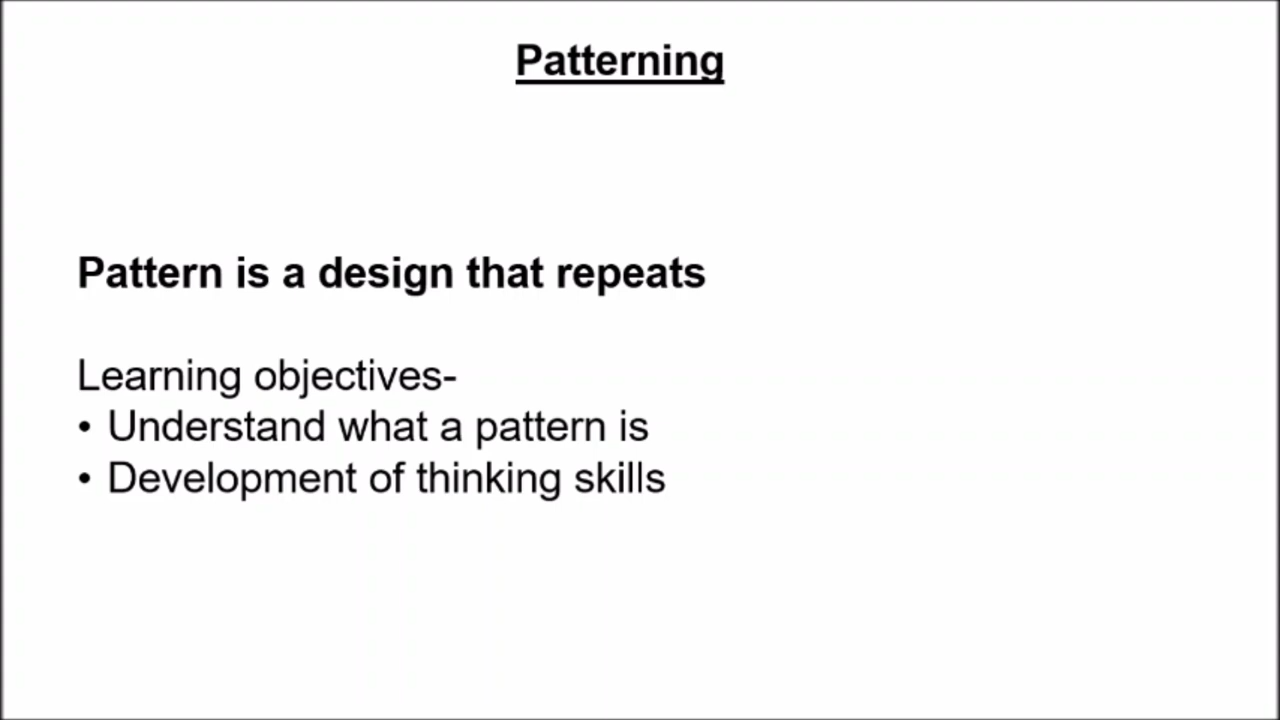 Patterning
Pattern is a design that repeats
Learning objectives-
• Understand what a pattern is
• Development of thinking skills